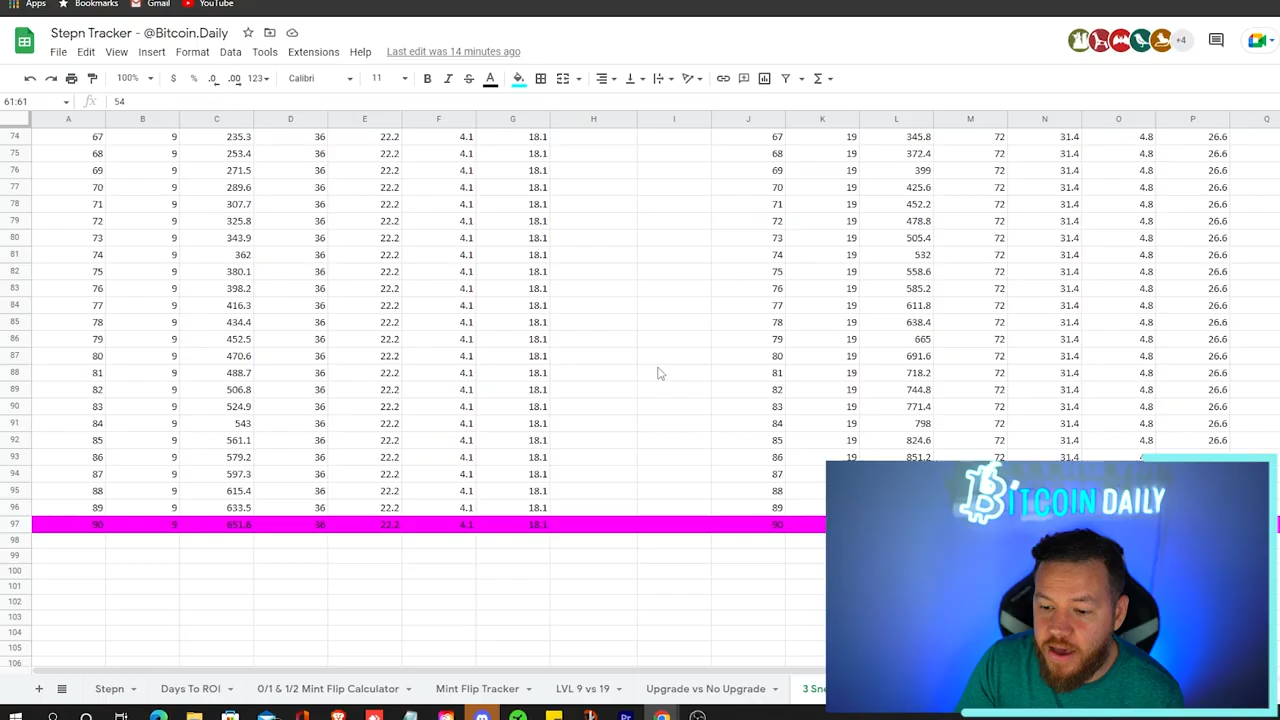 Apps Bookmarks Gmail YouTube
Stepn Tracker - @Bitcoin.Daily
File Edit View Insert Format Data Tools Extensions Help Last edit was 14 minutes ago
+4
100% $ % .0 .00 123 Calibri 11 B I S A
61:61 fx 54
A B C D E F G H I J K L M N O P Q
74 67 9 235.3 36 22.2 4.1 18.1 67 19 345.8 72 31.4 4.8 26.6
75 68 9 253.4 36 22.2 4.1 18.1 68 19 372.4 72 31.4 4.8 26.6
76 69 9 271.5 36 22.2 4.1 18.1 69 19 399 72 31.4 4.8 26.6
77 70 9 289.6 36 22.2 4.1 18.1 70 19 425.6 72 31.4 4.8 26.6
78 71 9 307.7 36 22.2 4.1 18.1 71 19 452.2 72 31.4 4.8 26.6
79 72 9 325.8 36 22.2 4.1 18.1 72 19 478.8 72 31.4 4.8 26.6
80 73 9 343.9 36 22.2 4.1 18.1 73 19 505.4 72 31.4 4.8 26.6
81 74 9 362 36 22.2 4.1 18.1 74 19 532 72 31.4 4.8 26.6
82 75 9 380.1 36 22.2 4.1 18.1 75 19 558.6 72 31.4 4.8 26.6
83 76 9 398.2 36 22.2 4.1 18.1 76 19 585.2 72 31.4 4.8 26.6
84 77 9 416.3 36 22.2 4.1 18.1 77 19 611.8 72 31.4 4.8 26.6
85 78 9 434.4 36 22.2 4.1 18.1 78 19 638.4 72 31.4 4.8 26.6
86 79 9 452.5 36 22.2 4.1 18.1 79 19 665 72 31.4 4.8 26.6
87 80 9 470.6 36 22.2 4.1 18.1 80 19 691.6 72 31.4 4.8 26.6
88 81 9 488.7 36 22.2 4.1 18.1 81 19 718.2 72 31.4 4.8 26.6
89 82 9 506.8 36 22.2 4.1 18.1 82 19 744.8 72 31.4 4.8 26.6
90 83 9 524.9 36 22.2 4.1 18.1 83 19 771.4 72 31.4 4.8 26.6
91 84 9 543 36 22.2 4.1 18.1 84 19 798 72 31.4 4.8 26.6
92 85 9 561.1 36 22.2 4.1 18.1 85 19 824.6 72 31.4 4.8 26.6
93 86 9 579.2 36 22.2 4.1 18.1 86 19 851.2 72 31.4
94 87 9 597.3 36 22.2 4.1 18.1 87
95 88 9 615.4 36 22.2 4.1 18.1 88
96 89 9 633.5 36 22.2 4.1 18.1 89
97 90 9 651.6 36 22.2 4.1 18.1 90
98
99
100
101
102
103
104
105
106
BITCOIN DAILY
Stepn Days To ROI 0/1 & 1/2 Mint Flip Calculator Mint Flip Tracker LVL 9 vs 19 Upgrade vs No Upgrade 3 Sne